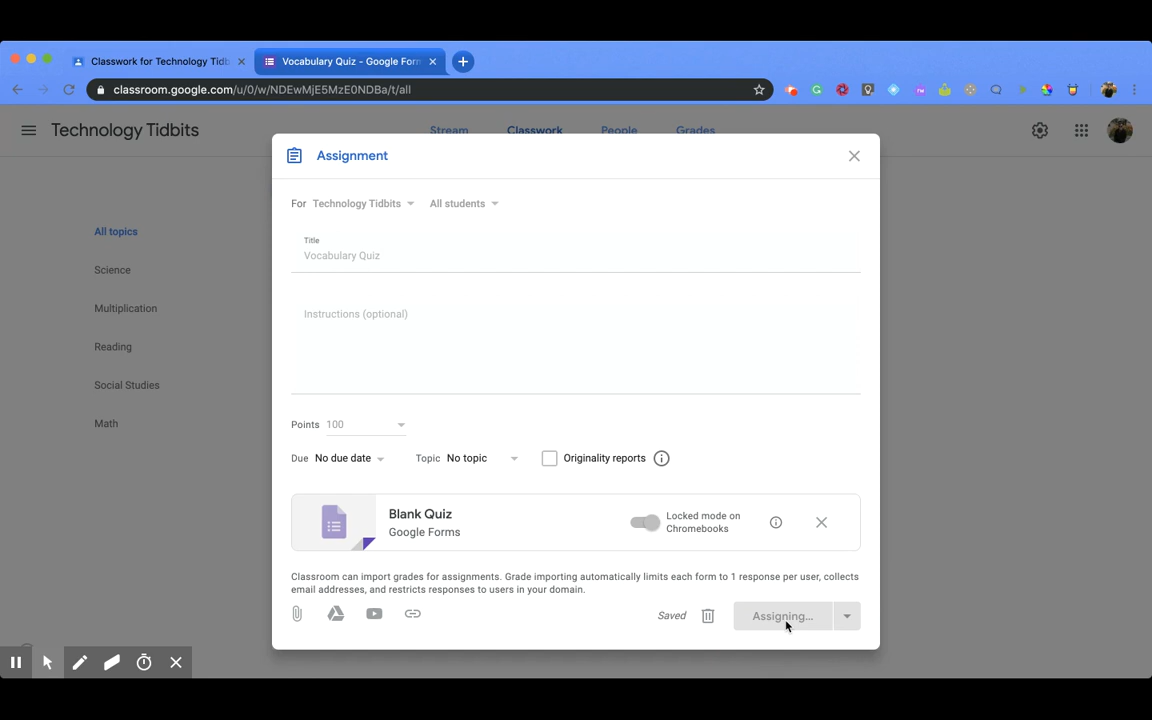 Classwork for Technology Tidb
Vocabulary Quiz - Google Form
classroom.google.com/u/0/w/NDEwMjE5MzE0NDBa/t/all
Technology Tidbits
Stream
Classwork
People
Grades
Assignment
For Technology Tidbits All students
Title
Vocabulary Quiz
Instructions (optional)
All topics
Science
Multiplication
Reading
Social Studies
Math
Points 100
Due No due date Topic No topic Originality reports
Blank Quiz
Google Forms
Locked mode on
Chromebooks
Classroom can import grades for assignments. Grade importing automatically limits each form to 1 response per user, collects
email addresses, and restricts responses to users in your domain.
Saved
Assigning...